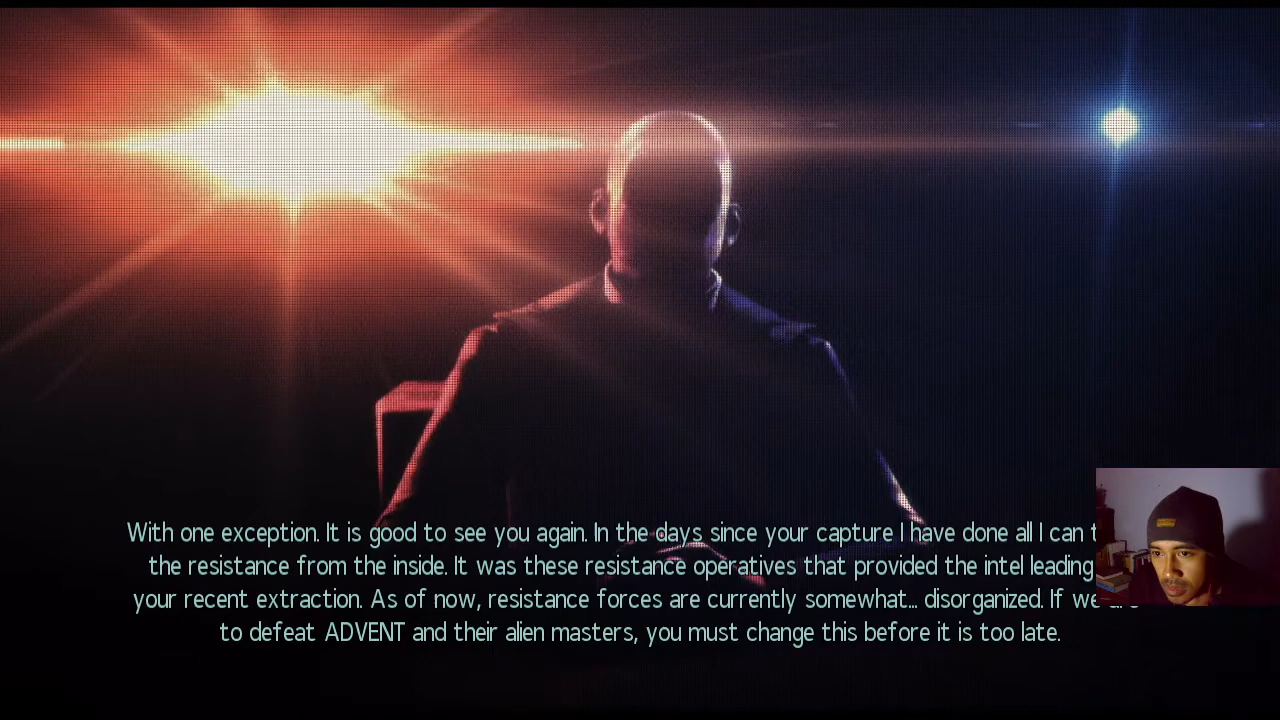 With one exception. It is good to see you again. In the days since your capture I have done all I can t
the resistance from the inside. It was these resistance operatives that provided the intel leading
your recent extraction. As of now, resistance forces are currently somewhat... disorganized. If we are
to defeat ADVENT and their alien masters, you must change this before it is too late.